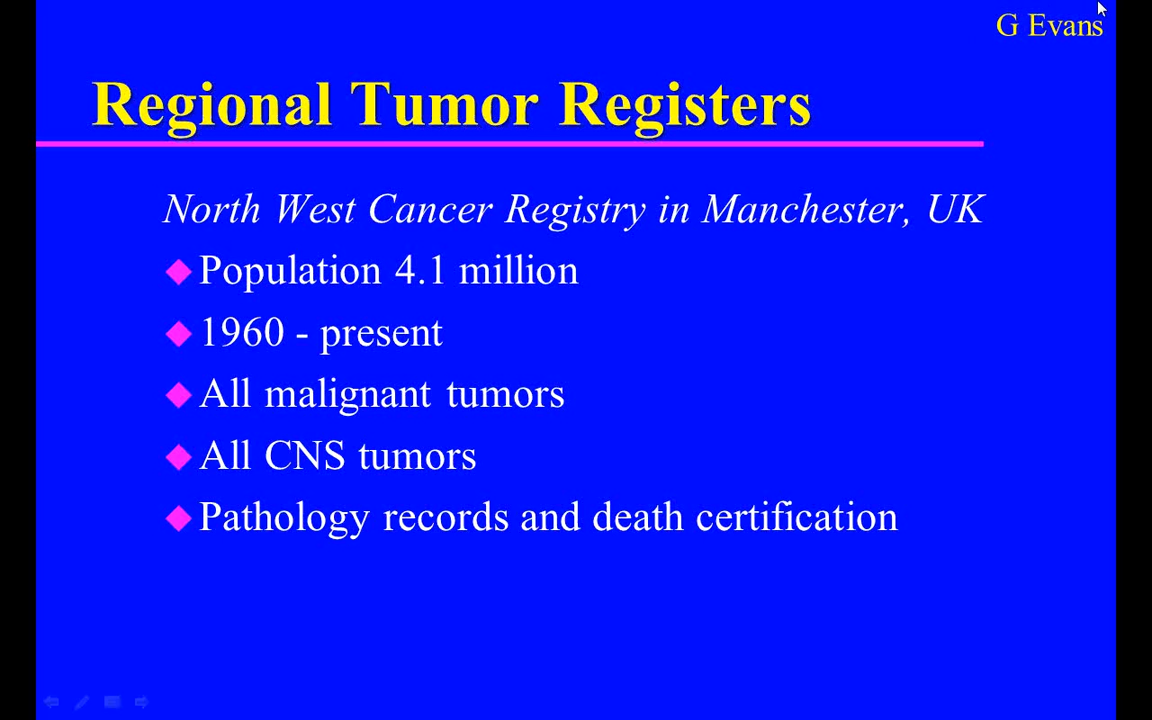 G Evans
Regional Tumor Registers
North West Cancer Registry in Manchester, UK
Population 4.1 million
1960 - present
All malignant tumors
All CNS tumors
Pathology records and death certification